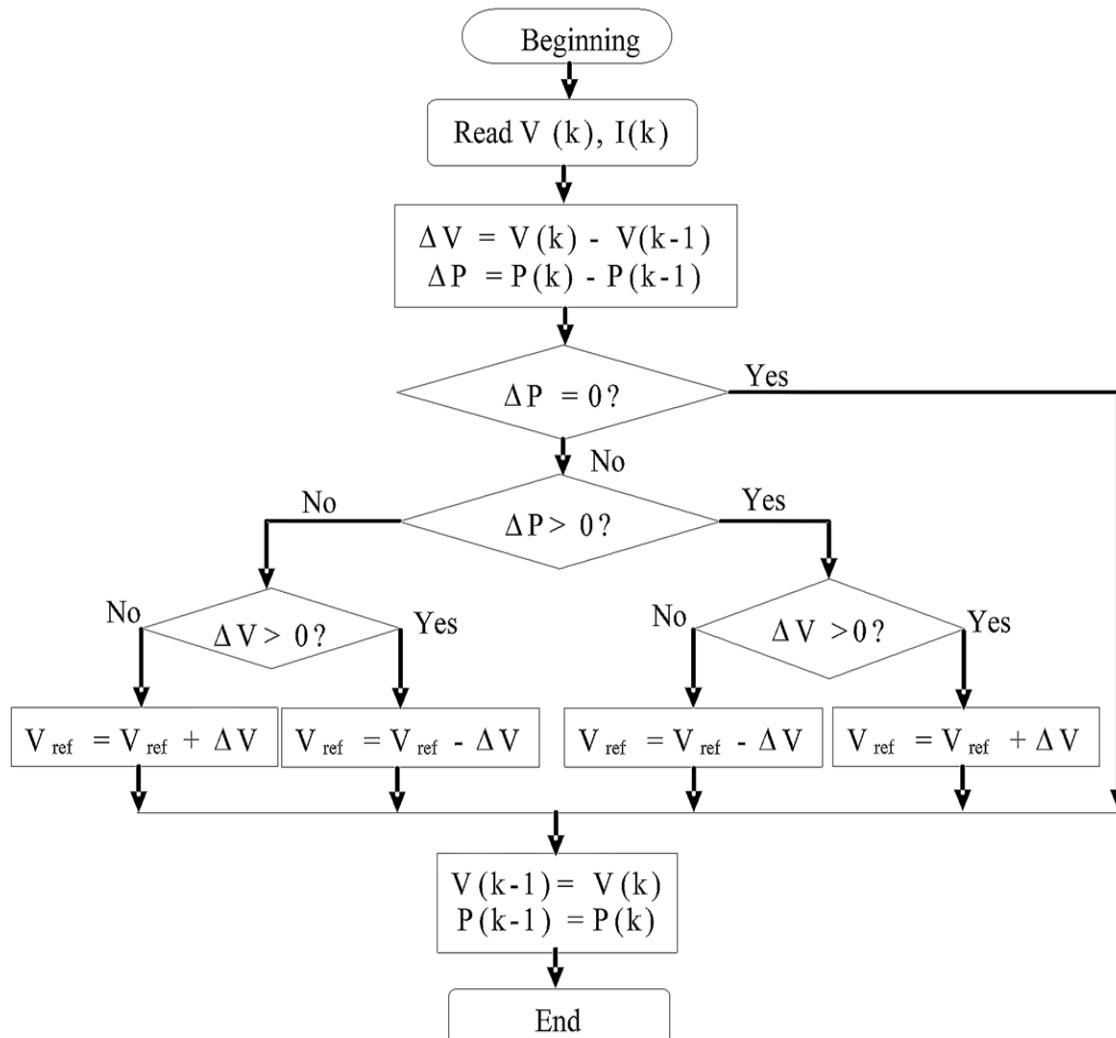 Beginning
Read V (k), I(k)
ΔV = V(k) - V(k-1)
ΔP = P(k) - P(k-1)
ΔP = 0?
Yes
No
ΔP > 0?
No
Yes
ΔV > 0?
No
Yes
ΔV >0?
No
Yes
V ref = V ref + ΔV
V ref = V ref - ΔV
V ref = V ref - ΔV
V ref = V ref + ΔV
V(k-1)= V(k)
P(k-1) = P(k)
End